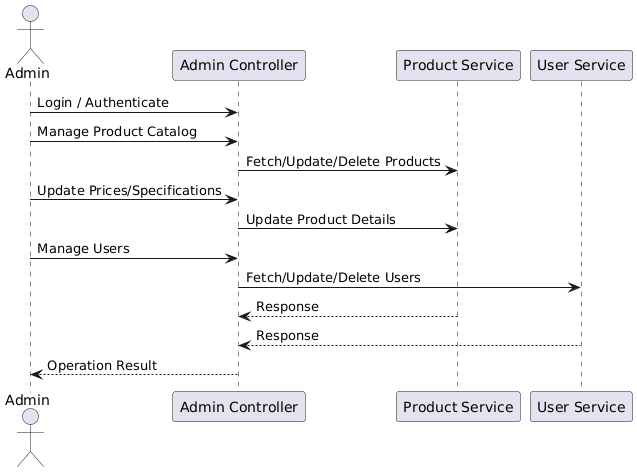 Admin
Admin Controller
Product Service
User Service
Login / Authenticate
Manage Product Catalog
Fetch/Update/Delete Products
Update Prices/Specifications
Update Product Details
Manage Users
Fetch/Update/Delete Users
Response
Response
Operation Result
Admin
Admin Controller
Product Service
User Service